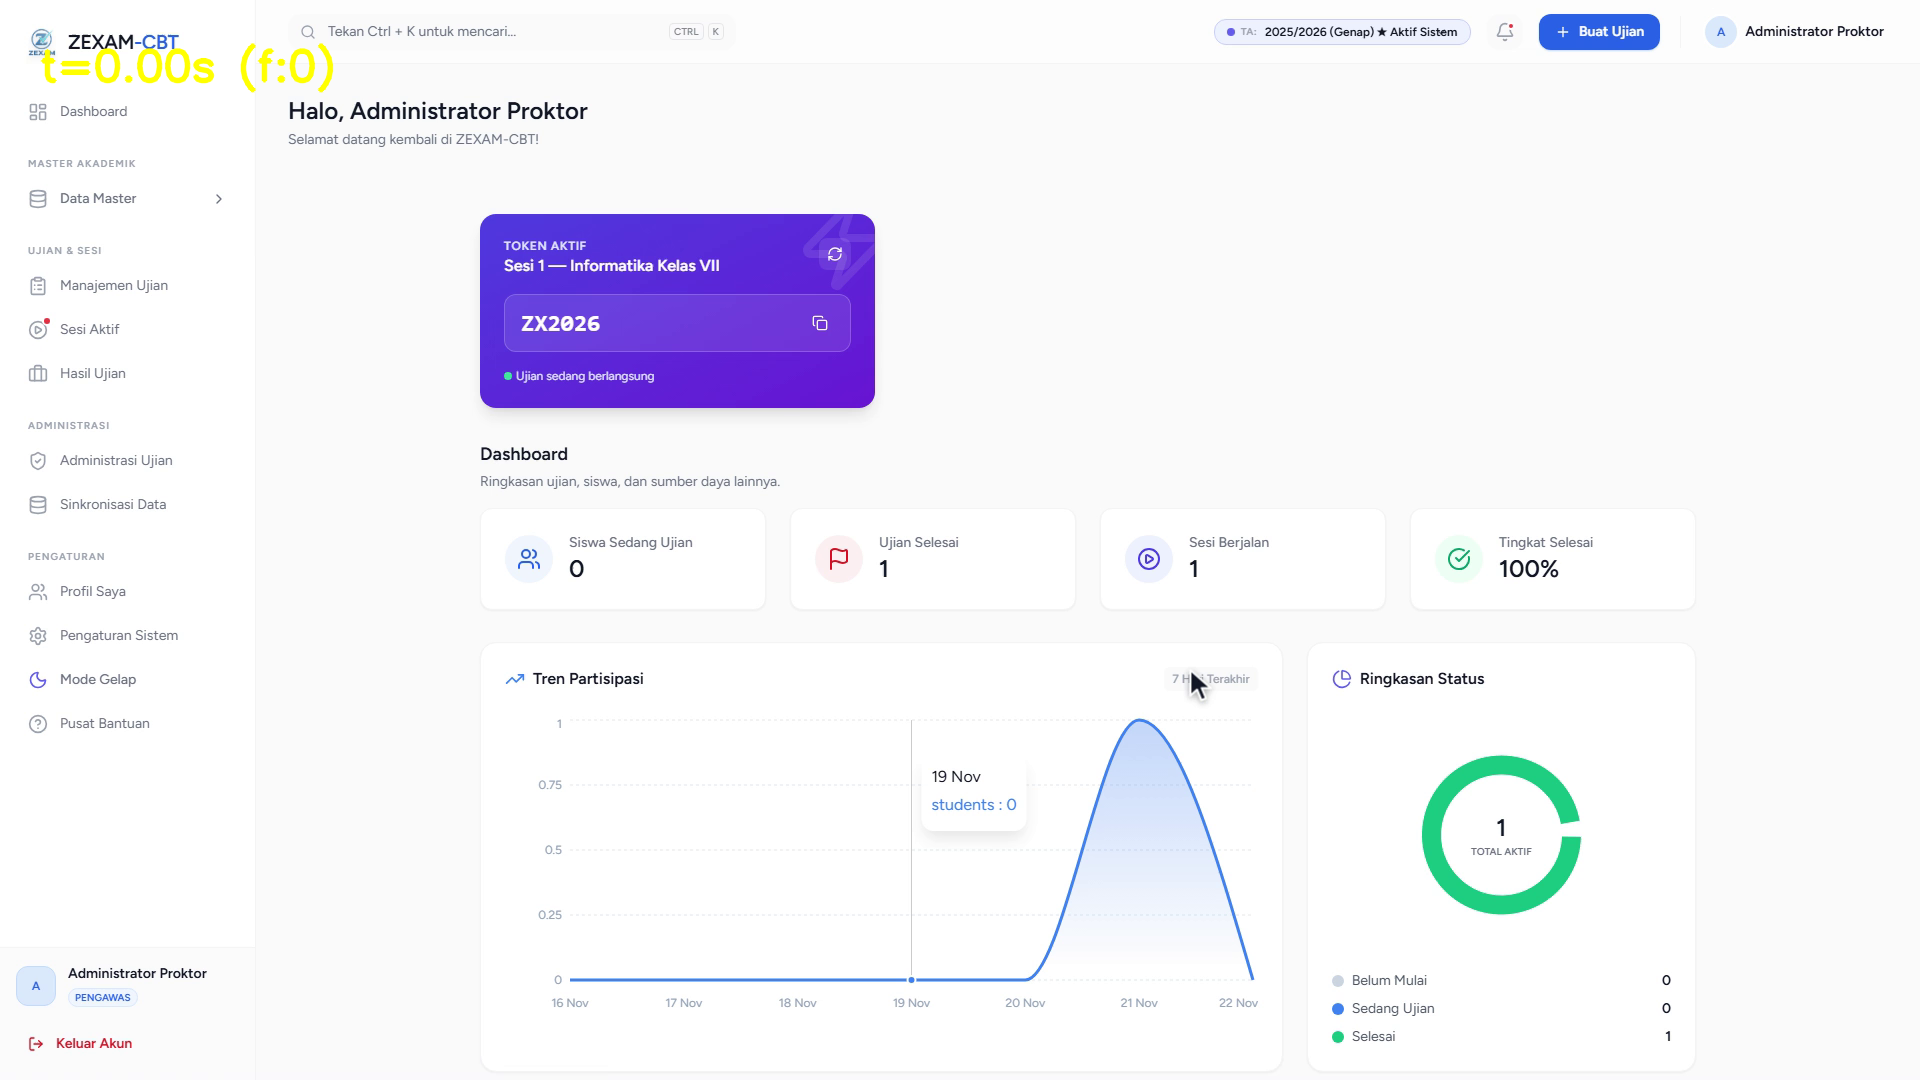 ZEXAM-CBT
ZEXAM
t=0.00s (f:0)
Dashboard
MASTER AKADEMIK
Data Master
UJIAN & SESI
Manajemen Ujian
Sesi Aktif
Hasil Ujian
ADMINISTRASI
Administrasi Ujian
Sinkronisasi Data
PENGATURAN
Profil Saya
Pengaturan Sistem
Mode Gelap
Pusat Bantuan
A
Administrator Proktor
PENGAWAS
Keluar Akun
Tekan Ctrl + K untuk mencari...
CTRL K
TA: 2025/2026 (Genap) ★ Aktif Sistem
Buat Ujian
A Administrator Proktor
Halo, Administrator Proktor
Selamat datang kembali di ZEXAM-CBT!
TOKEN AKTIF
Sesi 1 — Informatika Kelas VII
ZX2026
Ujian sedang berlangsung
Dashboard
Ringkasan ujian, siswa, dan sumber daya lainnya.
Siswa Sedang Ujian
0
Ujian Selesai
1
Sesi Berjalan
1
Tingkat Selesai
100%
Tren Partisipasi
7 Terakhir
1
0.75
0.5
0.25
0
19 Nov
students : 0
16 Nov 17 Nov 18 Nov 19 Nov 20 Nov 21 Nov 22 Nov
Ringkasan Status
1
TOTAL AKTIF
Belum Mulai 0
Sedang Ujian 0
Selesai 1